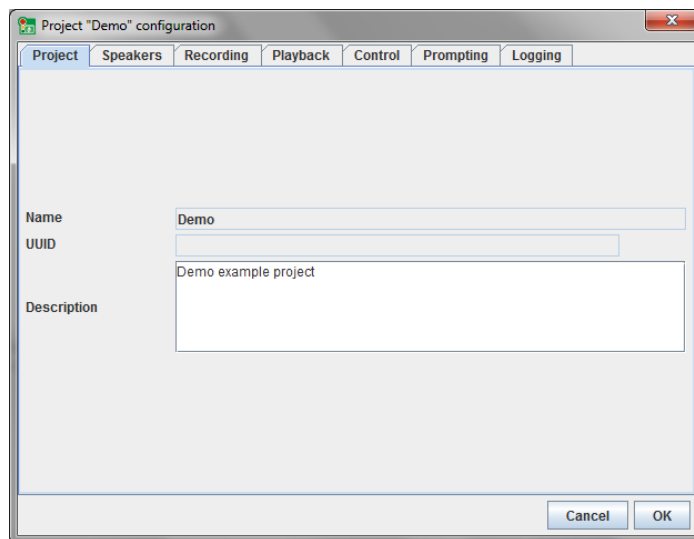 Project "Demo" configuration
Project Speakers Recording Playback Control Prompting Logging
Name Demo
UUID
Demo example project
Description
Cancel OK